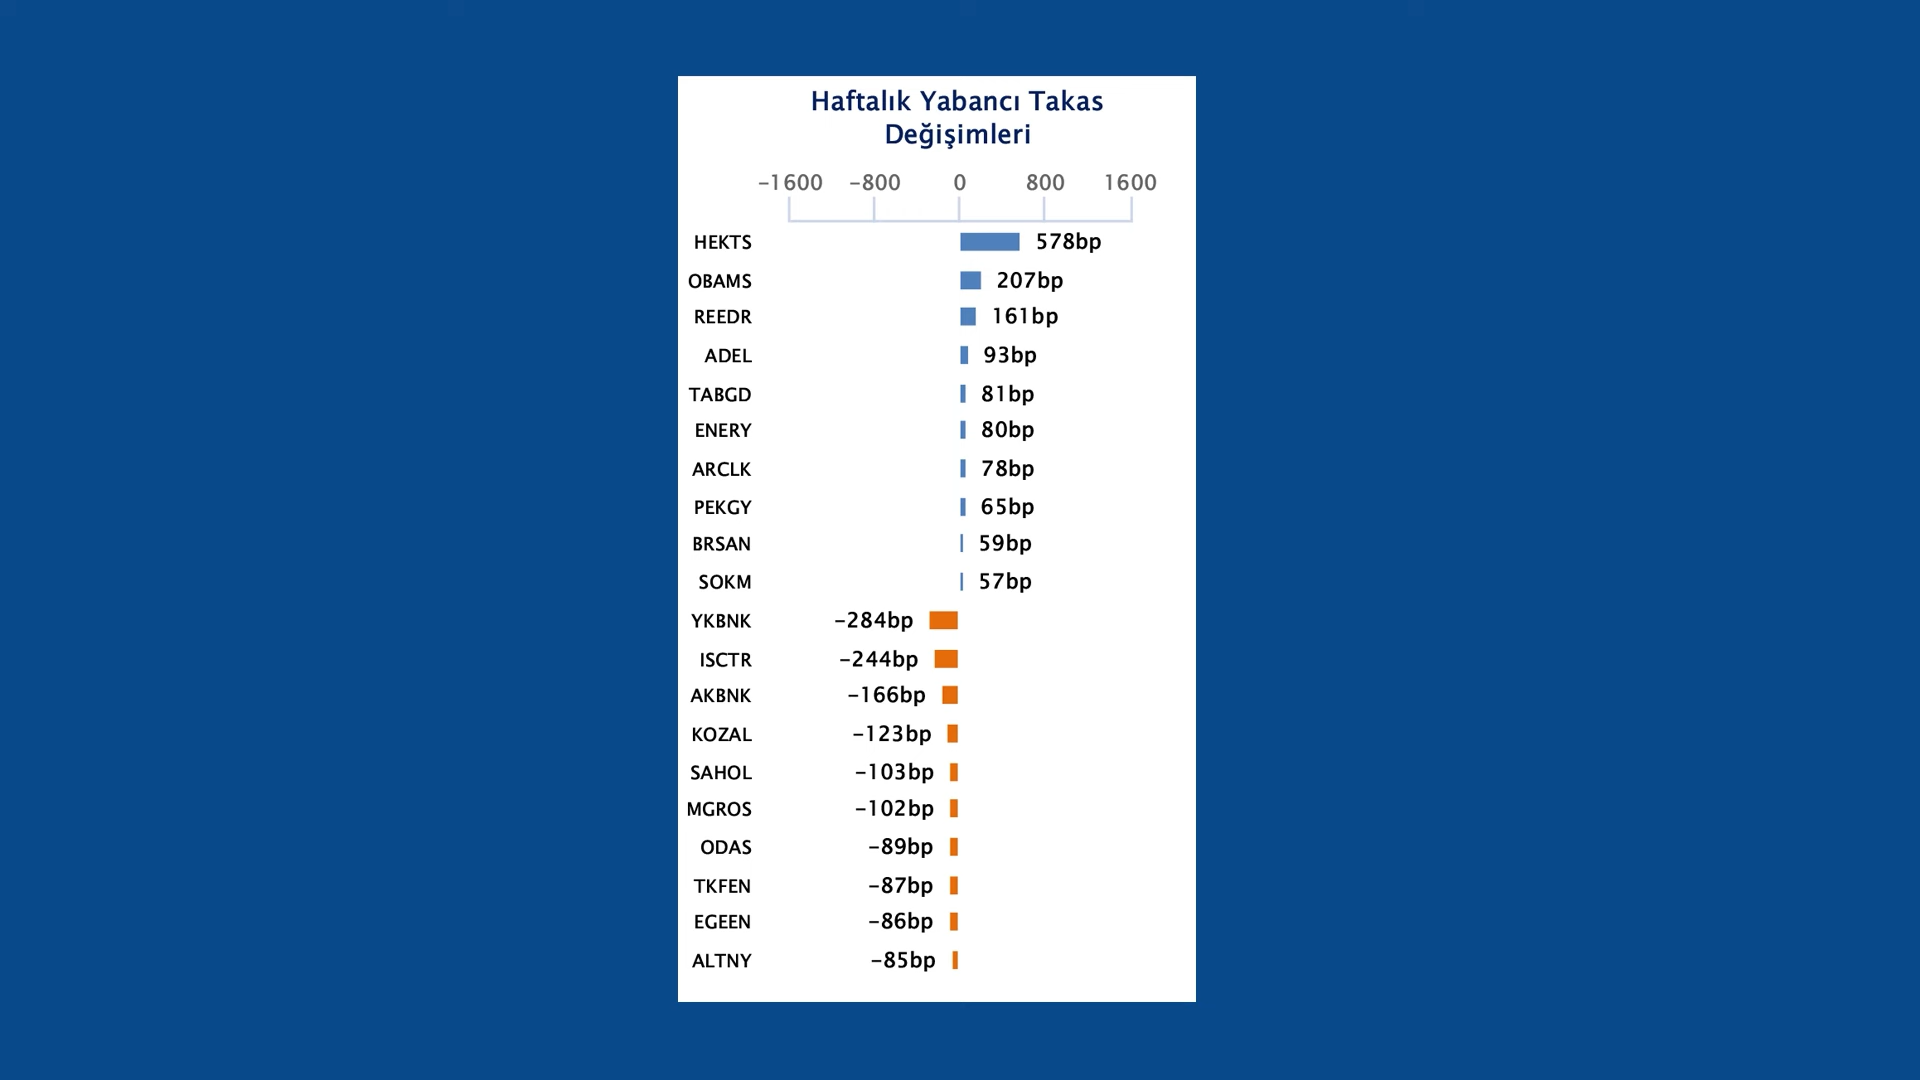 Haftalık Yabancı Takas
Değişimleri
−1600 −800 0 800 1600
HEKTS 578bp
OBAMS 207bp
REEDR 161bp
ADEL 93bp
TABGD 81bp
ENERY 80bp
ARCLK 78bp
PEKGY 65bp
BRSAN 59bp
SOKM 57bp
YKBNK −284bp
ISCTR −244bp
AKBNK −166bp
KOZAL −123bp
SAHOL −103bp
MGROS −102bp
ODAS −89bp
TKFEN −87bp
EGEEN −86bp
ALTNY −85bp